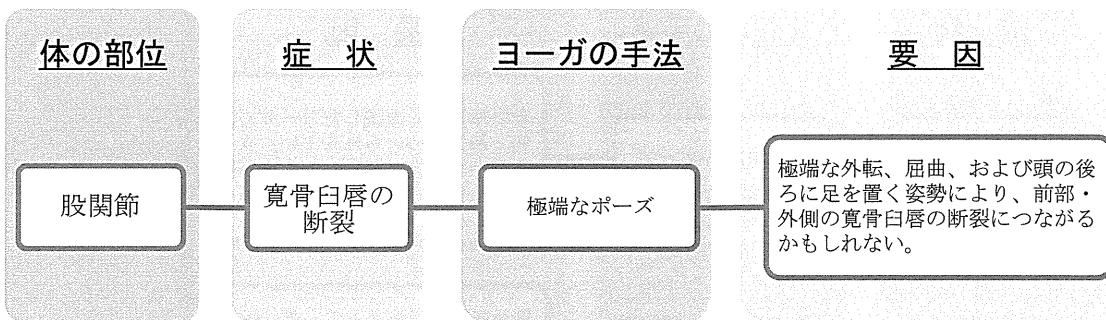 体の部位
症　状
ヨーガの手法
要　因
股関節
寛骨臼唇の
断裂
極端なポーズ
極端な外転、屈曲、および頭の後
ろに足を置く姿勢により、前部・
外側の寛骨臼唇の断裂につながる
かもしれない。